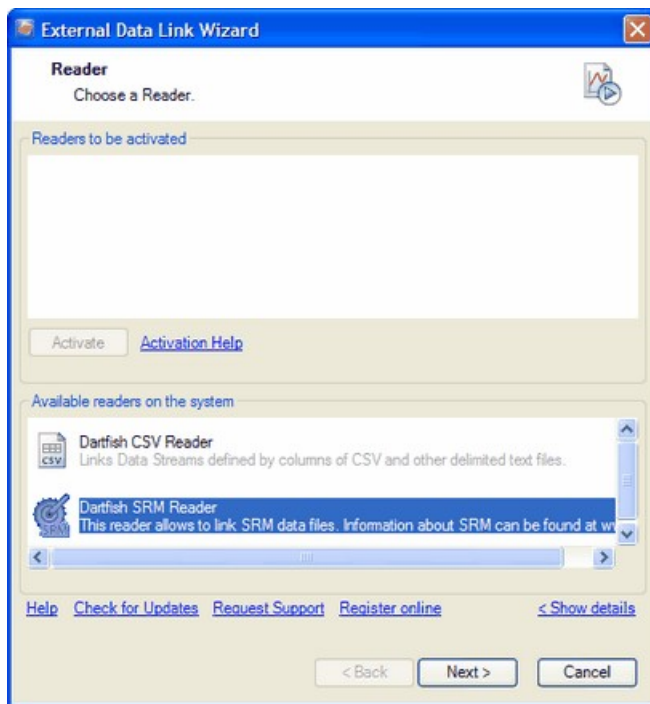 External Data Link Wizard
Reader
Choose a Reader.
Readers to be activated
Activate
Activation Help
Available readers on the system
CSV
Dartfish CSV Reader
Links Data Streams defined by columns of CSV and other delimited text files.
SRM
Dartfish SRM Reader
This reader allows to link SRM data files. Information about SRM can be found at
Help Check for Updates Request Support Register online < Show details
< Back Next > Cancel